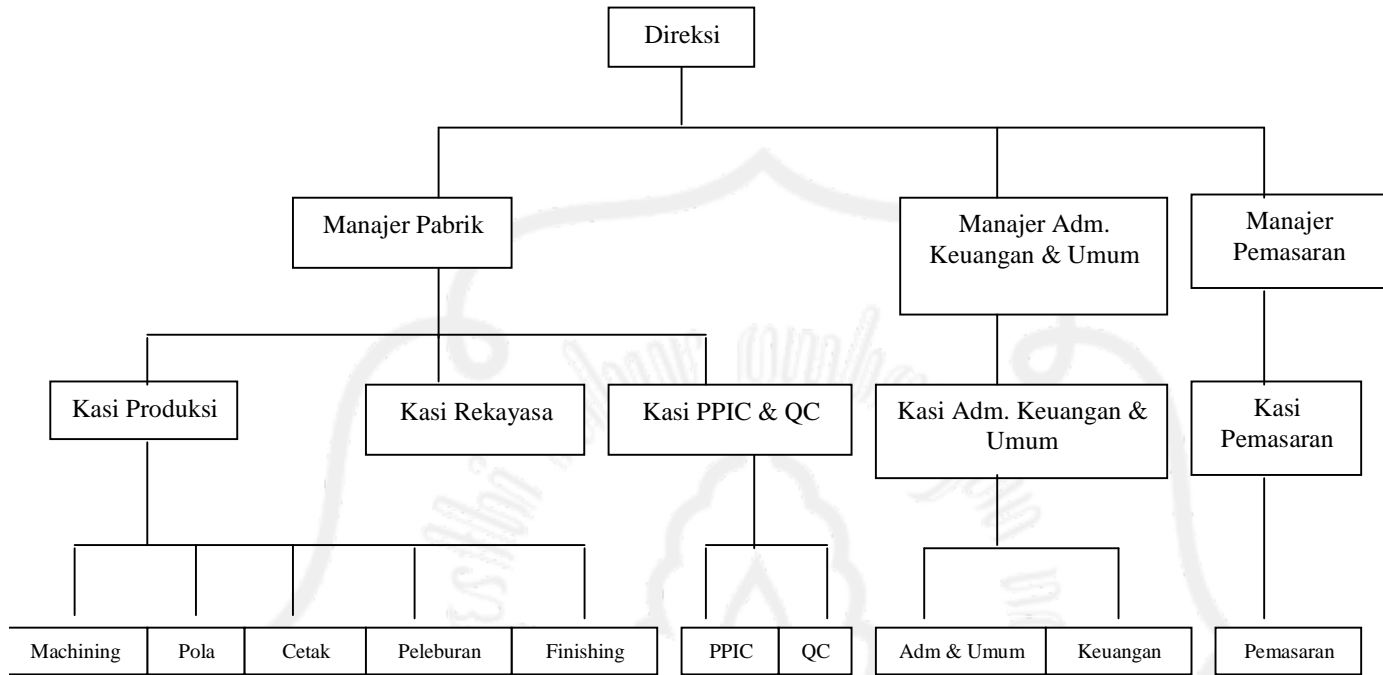 Direksi
Manajer Pabrik
Manajer Adm.
Keuangan & Umum
Manajer
Pemasaran
Kasi Produksi
Kasi Rekayasa
Kasi PPIC & QC
Kasi Adm. Keuangan &
Umum
Kasi
Pemasaran
Machining
Pola
Cetak
Peleburan
Finishing
PPIC
QC
Adm & Umum
Keuangan
Pemasaran